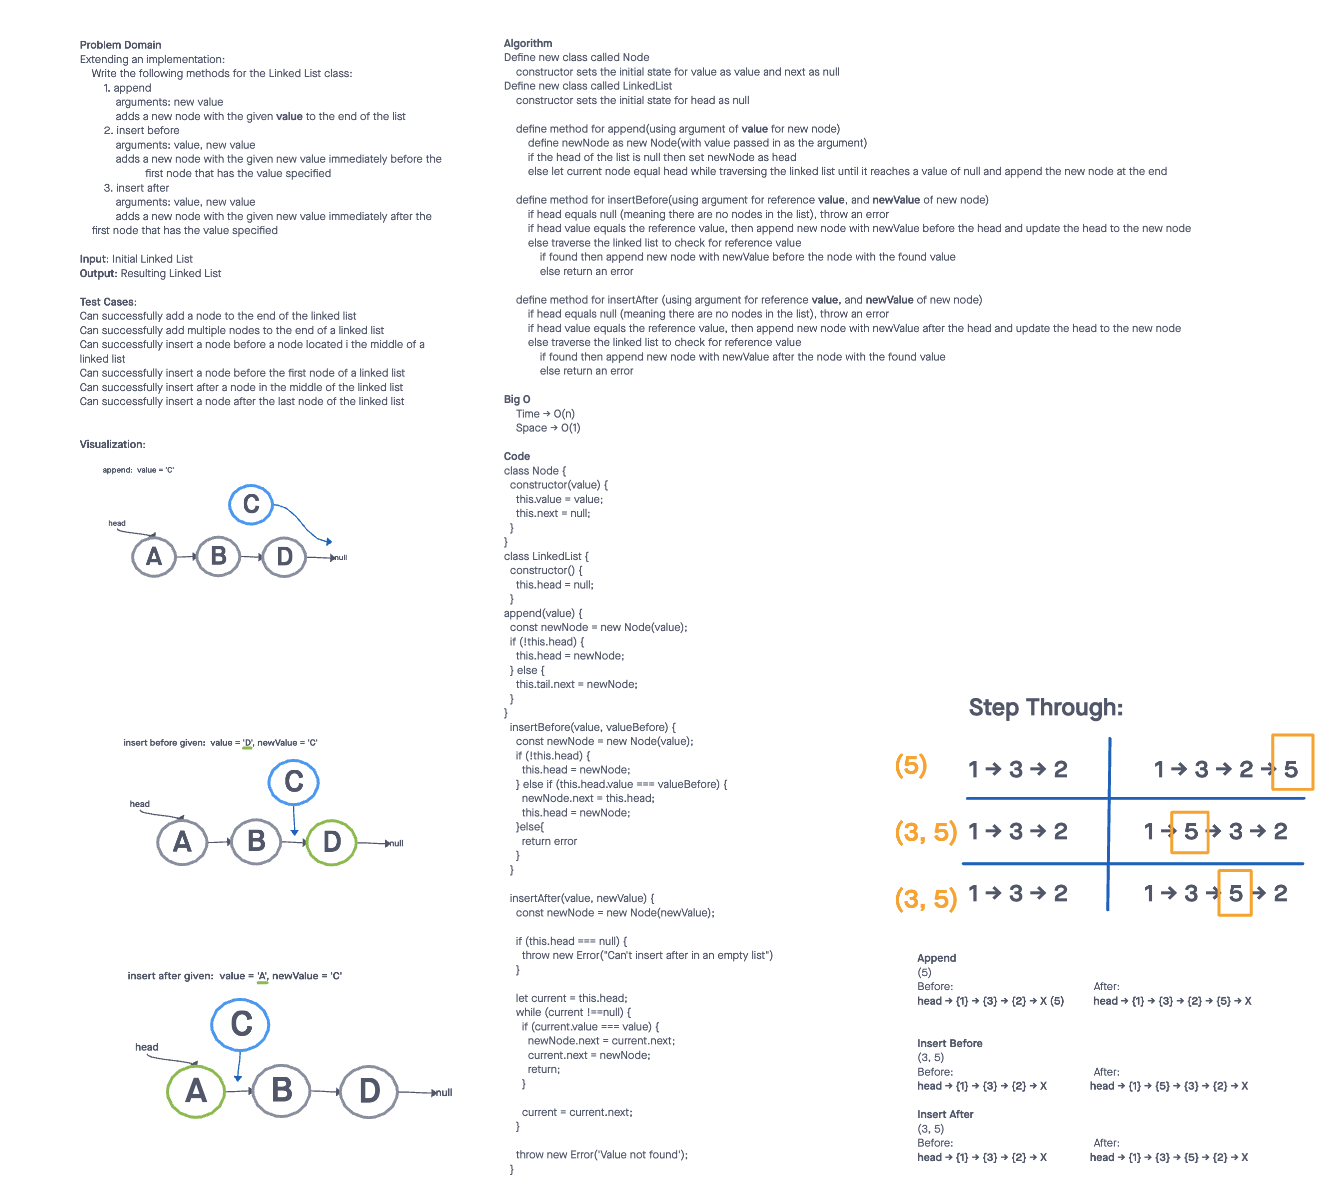 Problem Domain
Extending an implementation:
Write the following methods for the Linked List class:
1. append
arguments: new value
adds a new node with the given value to the end of the list
2. insert before
arguments: value, new value
adds a new node with the given new value immediately before the
first node that has the value specified
3. insert after
arguments: value, new value
adds a new node with the given new value immediately after the
first node that has the value specified
Input: Initial Linked List
Output: Resulting Linked List
Test Cases:
Can successfully add a node to the end of the linked list
Can successfully add multiple nodes to the end of a linked list
Can successfully insert a node before a node located i the middle of a
linked list
Can successfully insert a node before the first node of a linked list
Can successfully insert after a node in the middle of the linked list
Can successfully insert a node after the last node of the linked list
Visualization:
append: value = 'C'
C
head
A B D null
insert before given: value = 'D', newValue = 'C'
C
head
A B D null
insert after given: value = 'A', newValue = 'C'
C
head
A B D null
Algorithm
Define new class called Node
constructor sets the initial state for value as value and next as null
Define new class called LinkedList
constructor sets the initial state for head as null
define method for append(using argument of value for new node)
define newNode as new Node(with value passed in as the argument)
if the head of the list is null then set newNode as head
else let current node equal head while traversing the linked list until it reaches a value of null and append the new node at the end
define method for insertBefore(using argument for reference value, and newValue of new node)
if head equals null (meaning there are no nodes in the list), throw an error
if head value equals the reference value, then append new node with newValue before the head and update the head to the new node
else traverse the linked list to check for reference value
if found then append new node with newValue before the node with the found value
else return an error
define method for insertAfter (using argument for reference value, and newValue of new node)
if head equals null (meaning there are no nodes in the list), throw an error
if head value equals the reference value, then append new node with newValue after the head and update the head to the new node
else traverse the linked list to check for reference value
if found then append new node with newValue after the node with the found value
else return an error
Big O
Time → O(n)
Space → O(1)
Code
class Node {
constructor(value) {
this.value = value;
this.next = null;
}
}
class LinkedList {
constructor() {
this.head = null;
}
append(value) {
const newNode = new Node(value);
if (!this.head) {
this.head = newNode;
} else {
this.tail.next = newNode;
}
}
insertBefore(value, valueBefore) {
const newNode = new Node(value);
if (!this.head) {
this.head = newNode;
} else if (this.head.value === valueBefore) {
newNode.next = this.head;
this.head = newNode;
}else{
return error
}
}
insertAfter(value, newValue) {
const newNode = new Node(newValue);
if (this.head === null) {
throw new Error("Can't insert after in an empty list")
}
let current = this.head;
while (current !==null) {
if (current.value === value) {
newNode.next = current.next;
current.next = newNode;
return;
}
current = current.next;
}
throw new Error('Value not found');
}
Step Through:
(5) 1 → 3 → 2 1 → 3 → 2 → 5
(3, 5) 1 → 3 → 2 1 → 5 → 3 → 2
(3, 5) 1 → 3 → 2 1 → 3 → 5 → 2
Append
(5)
Before: After:
head → {1} → {3} → {2} → X (5) head → {1} → {3} → {2} → {5} → X
Insert Before
(3, 5)
Before: After:
head → {1} → {3} → {2} → X head → {1} → {5} → {3} → {2} → X
Insert After
(3, 5)
Before: After:
head → {1} → {3} → {2} → X head → {1} → {3} → {5} → {2} → X